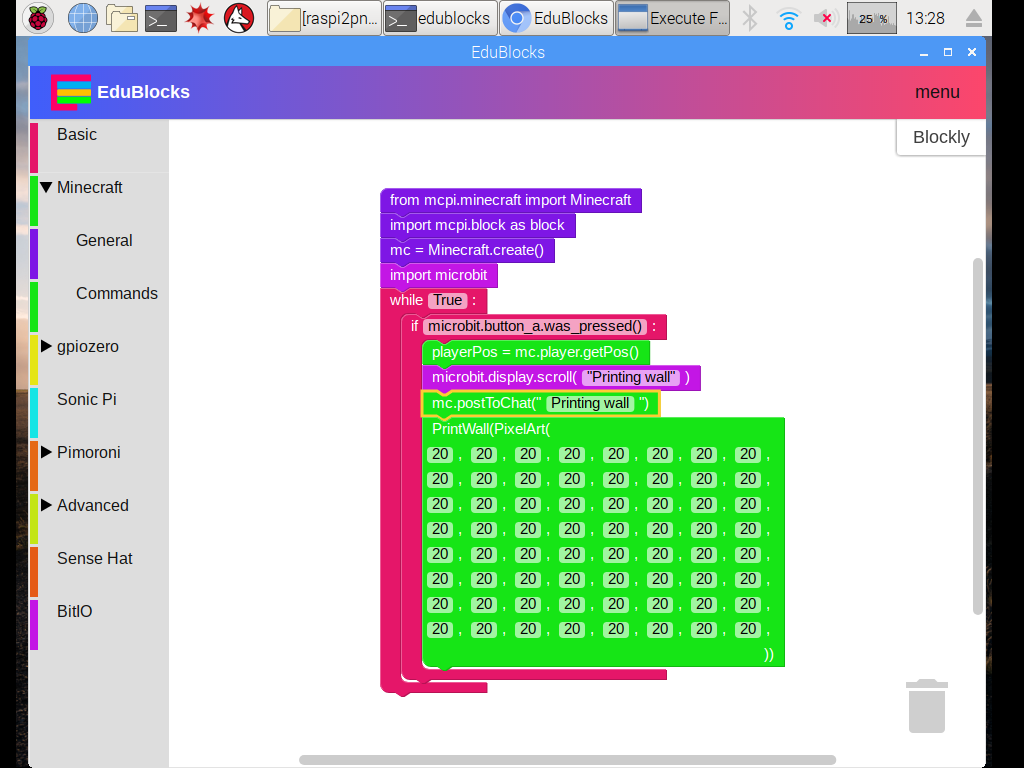 [raspi2pn... edublocks EduBlocks Execute F... 25 % 13:28
EduBlocks
EduBlocks menu
Blockly
Basic
Minecraft
General
Commands
gpiozero
Sonic Pi
Pimoroni
Advanced
Sense Hat
BitIO
from mcpi.minecraft import Minecraft
import mcpi.block as block
mc = Minecraft.create()
import microbit
while True :
if microbit.button_a.was_pressed() :
playerPos = mc.player.getPos()
microbit.display.scroll( "Printing wall" )
mc.postToChat(" Printing wall ")
PrintWall(PixelArt(
20 , 20 , 20 , 20 , 20 , 20 , 20 , 20 ,
20 , 20 , 20 , 20 , 20 , 20 , 20 , 20 ,
20 , 20 , 20 , 20 , 20 , 20 , 20 , 20 ,
20 , 20 , 20 , 20 , 20 , 20 , 20 , 20 ,
20 , 20 , 20 , 20 , 20 , 20 , 20 , 20 ,
20 , 20 , 20 , 20 , 20 , 20 , 20 , 20 ,
20 , 20 , 20 , 20 , 20 , 20 , 20 , 20 ,
20 , 20 , 20 , 20 , 20 , 20 , 20 , 20 ,
))